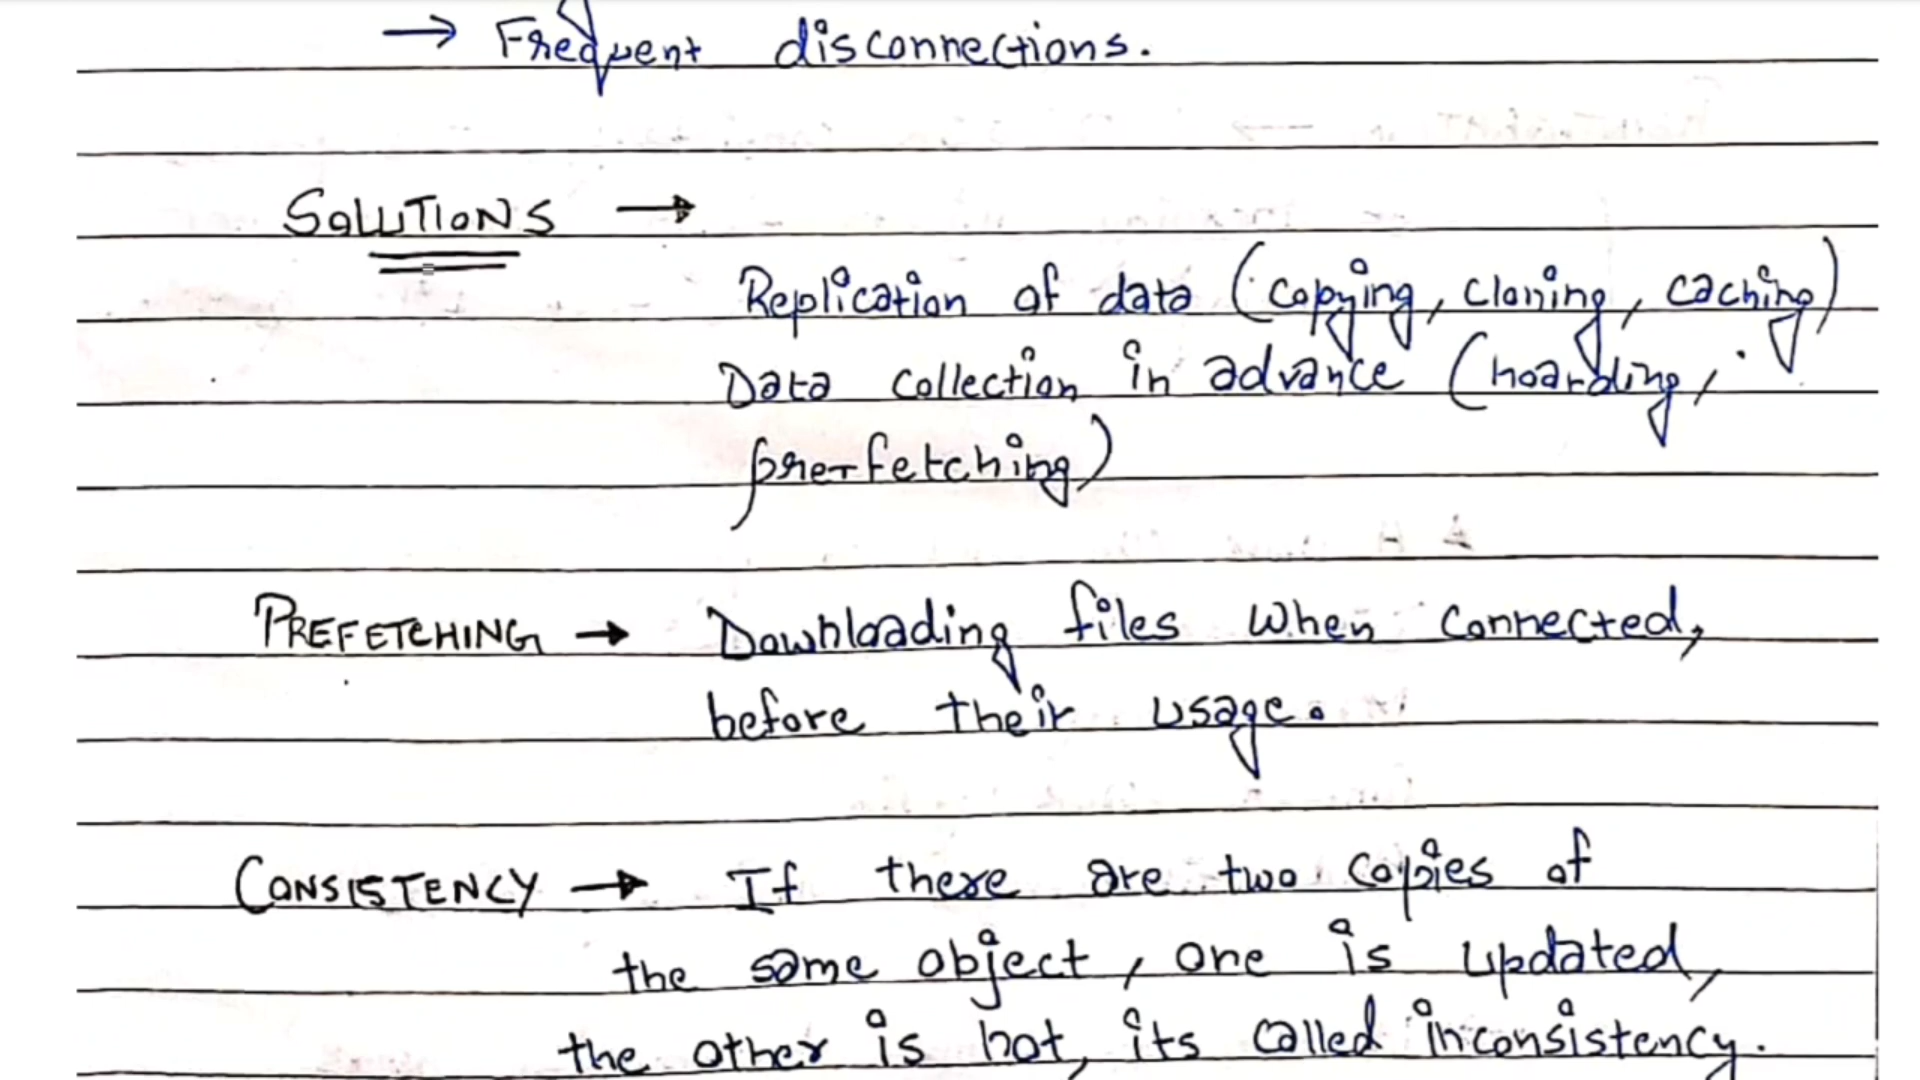 → Frequent disconnections.
SOLUTIONS →
Replication of data (copying, cloning, caching)
Data collection in advance (hoarding,
pre-fetching)
PREFETCHING → Downloading files when connected,
before their usage.
CONSISTENCY → If there are two copies of
the same object, one is updated,
the other is not, its called inconsistency.